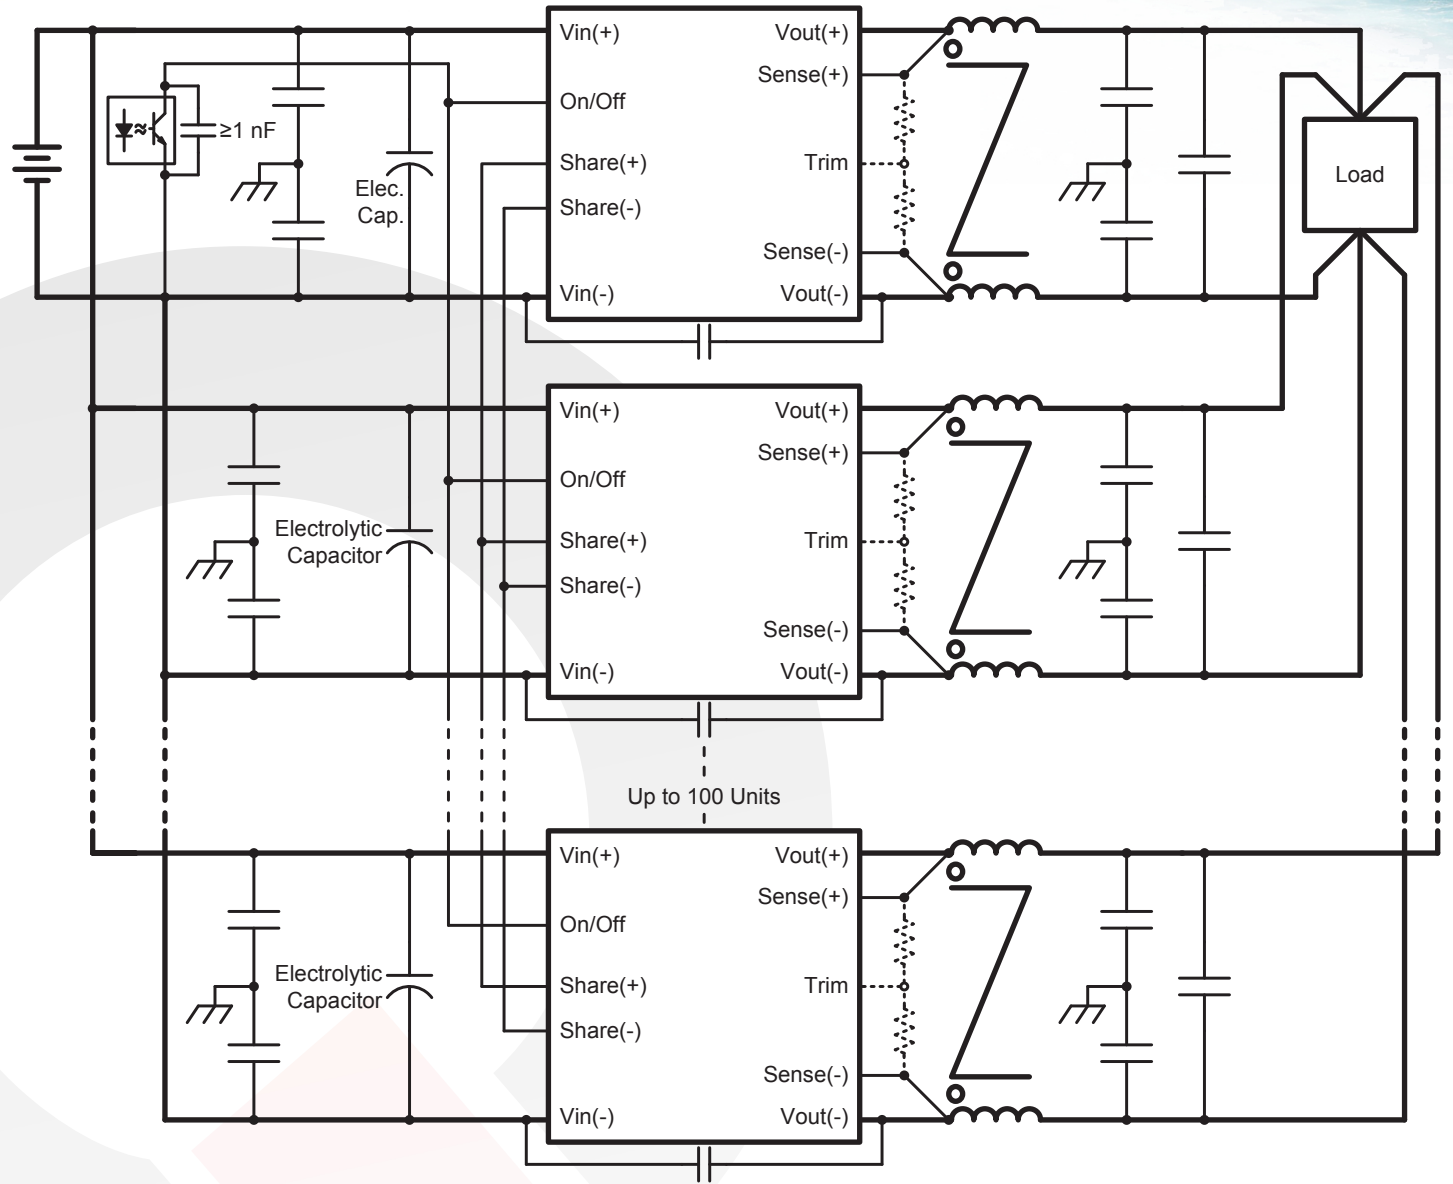 Vin(+)
Vout(+)
Sense(+)
On/Off
≥1 nF
Share(+)
Trim
Load
Elec.
Cap.
Share(-)
Sense(-)
Vin(-)
Vout(-)
Vin(+)
Vout(+)
Sense(+)
On/Off
Electrolytic
Capacitor
Share(+)
Trim
Share(-)
Sense(-)
Vin(-)
Vout(-)
Up to 100 Units
Vin(+)
Vout(+)
Sense(+)
On/Off
Electrolytic
Capacitor
Share(+)
Trim
Share(-)
Sense(-)
Vin(-)
Vout(-)